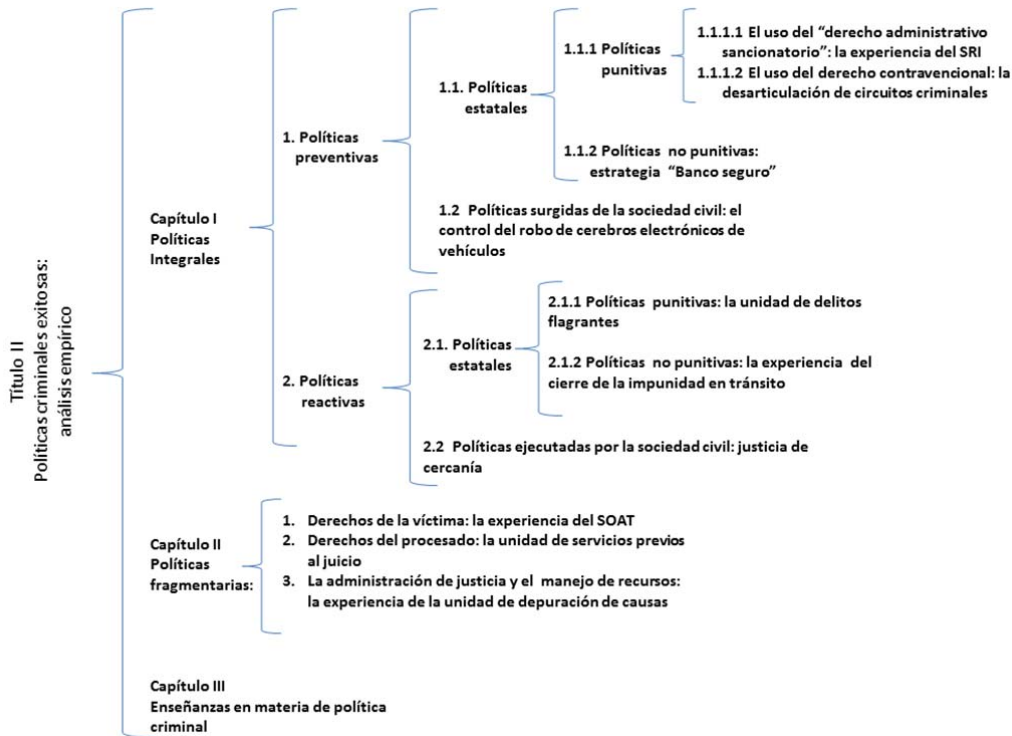 Título II
Políticas criminales exitosas:
análisis empírico
Capítulo I
Políticas
Integrales
1. Políticas
preventivas
1.1. Políticas
estatales
1.1.1 Políticas
punitivas
1.1.1.1 El uso del “derecho administrativo
sancionatorio”: la experiencia del SRI
1.1.1.2 El uso del derecho contravencional: la
desarticulación de circuitos criminales
1.1.2 Políticas no punitivas:
estrategia “Banco seguro”
1.2 Políticas surgidas de la sociedad civil: el
control del robo de cerebros electrónicos de
vehículos
2. Políticas
reactivas
2.1. Políticas
estatales
2.1.1 Políticas punitivas: la unidad de delitos
flagrantes
2.1.2 Políticas no punitivas: la experiencia del
cierre de la impunidad en tránsito
2.2 Políticas ejecutadas por la sociedad civil: justicia de
cercanía
Capítulo II
Políticas
fragmentarias:
1. Derechos de la víctima: la experiencia del SOAT
2. Derechos del procesado: la unidad de servicios previos
al juicio
3. La administración de justicia y el manejo de recursos:
la experiencia de la unidad de depuración de causas
Capítulo III
Enseñanzas en materia de política
criminal